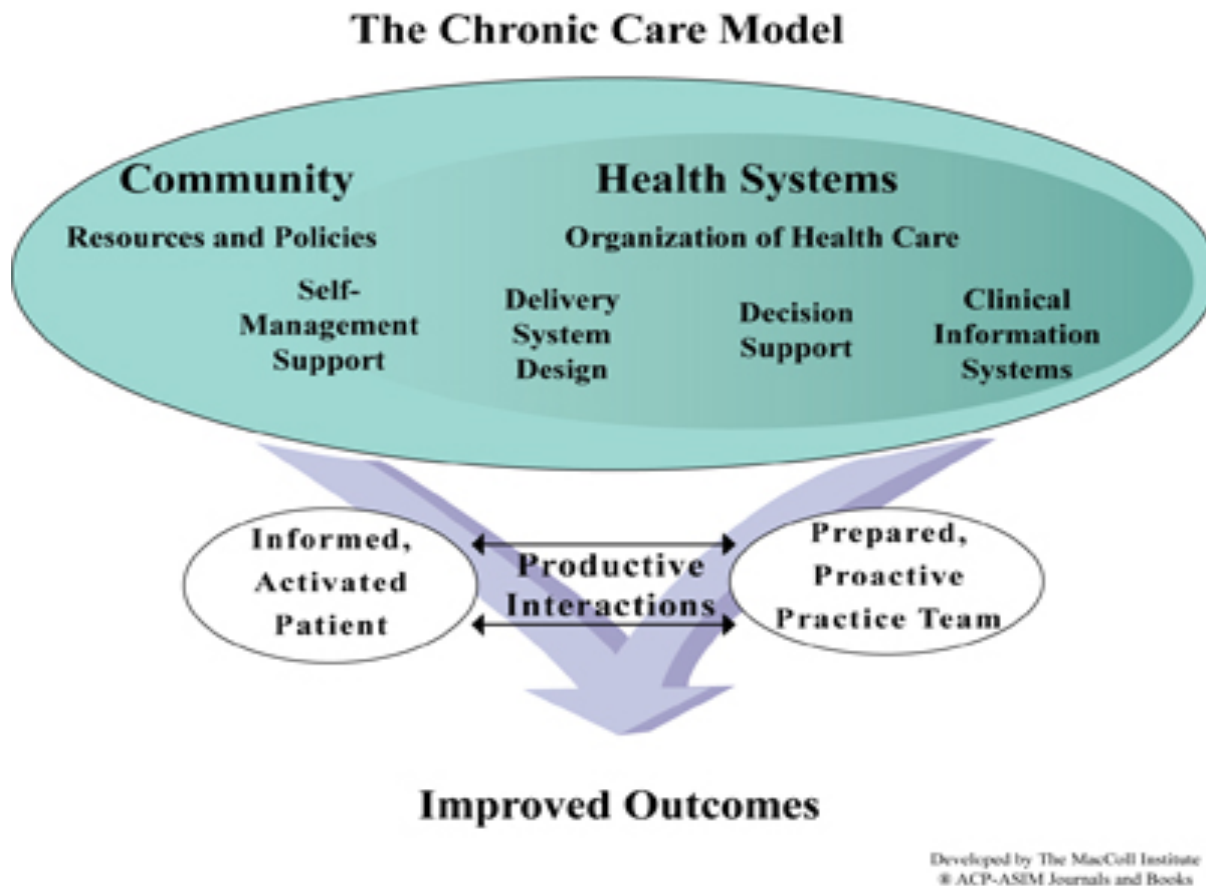 The Chronic Care Model
Community
Health Systems
Resources and Policies
Organization of Health Care
Self-
Management
Support
Delivery
System
Design
Decision
Support
Clinical
Information
Systems
Informed,
Activated
Patient
Productive
Interactions
Prepared,
Proactive
Practice Team
Improved Outcomes
Developed by The MacColl Institute
® ACP-ASIM Journals and Books